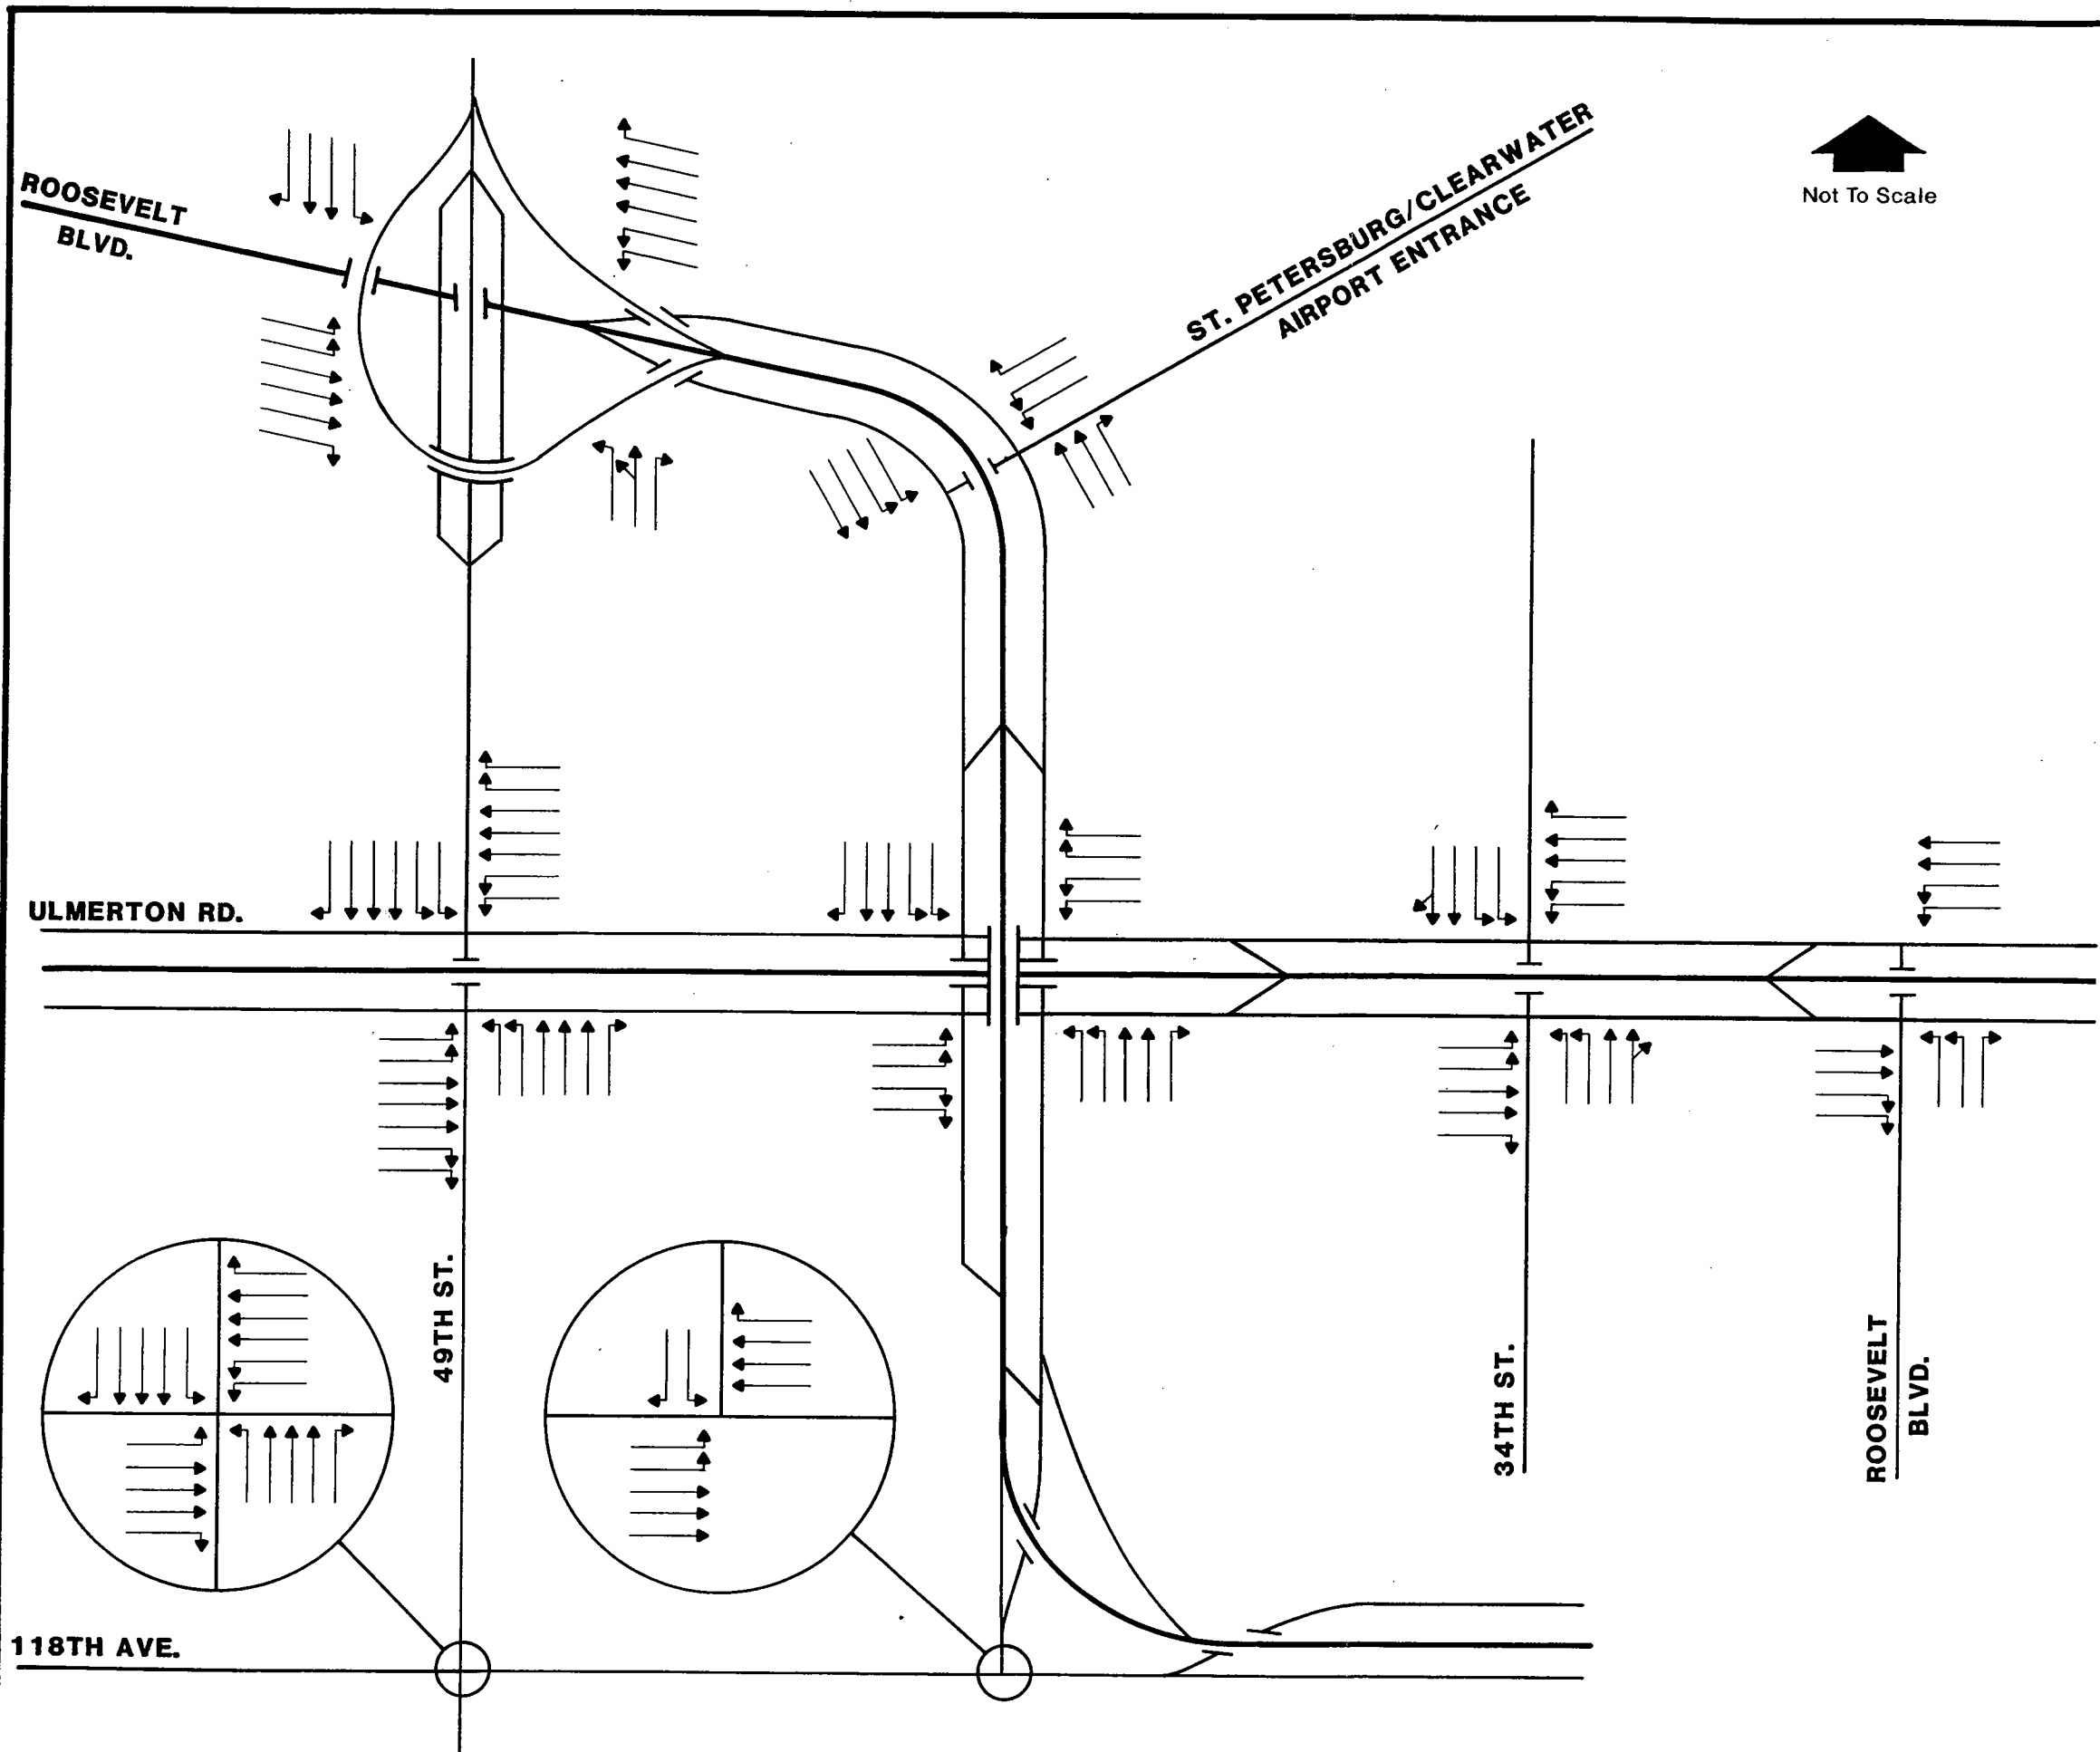 ROOSEVELT
BLVD.
ST. PETERSBURG/CLEARWATER
AIRPORT ENTRANCE
Not To Scale
ULMERTON RD.
49TH ST.
34TH ST.
ROOSEVELT
BLVD.
118TH AVE.